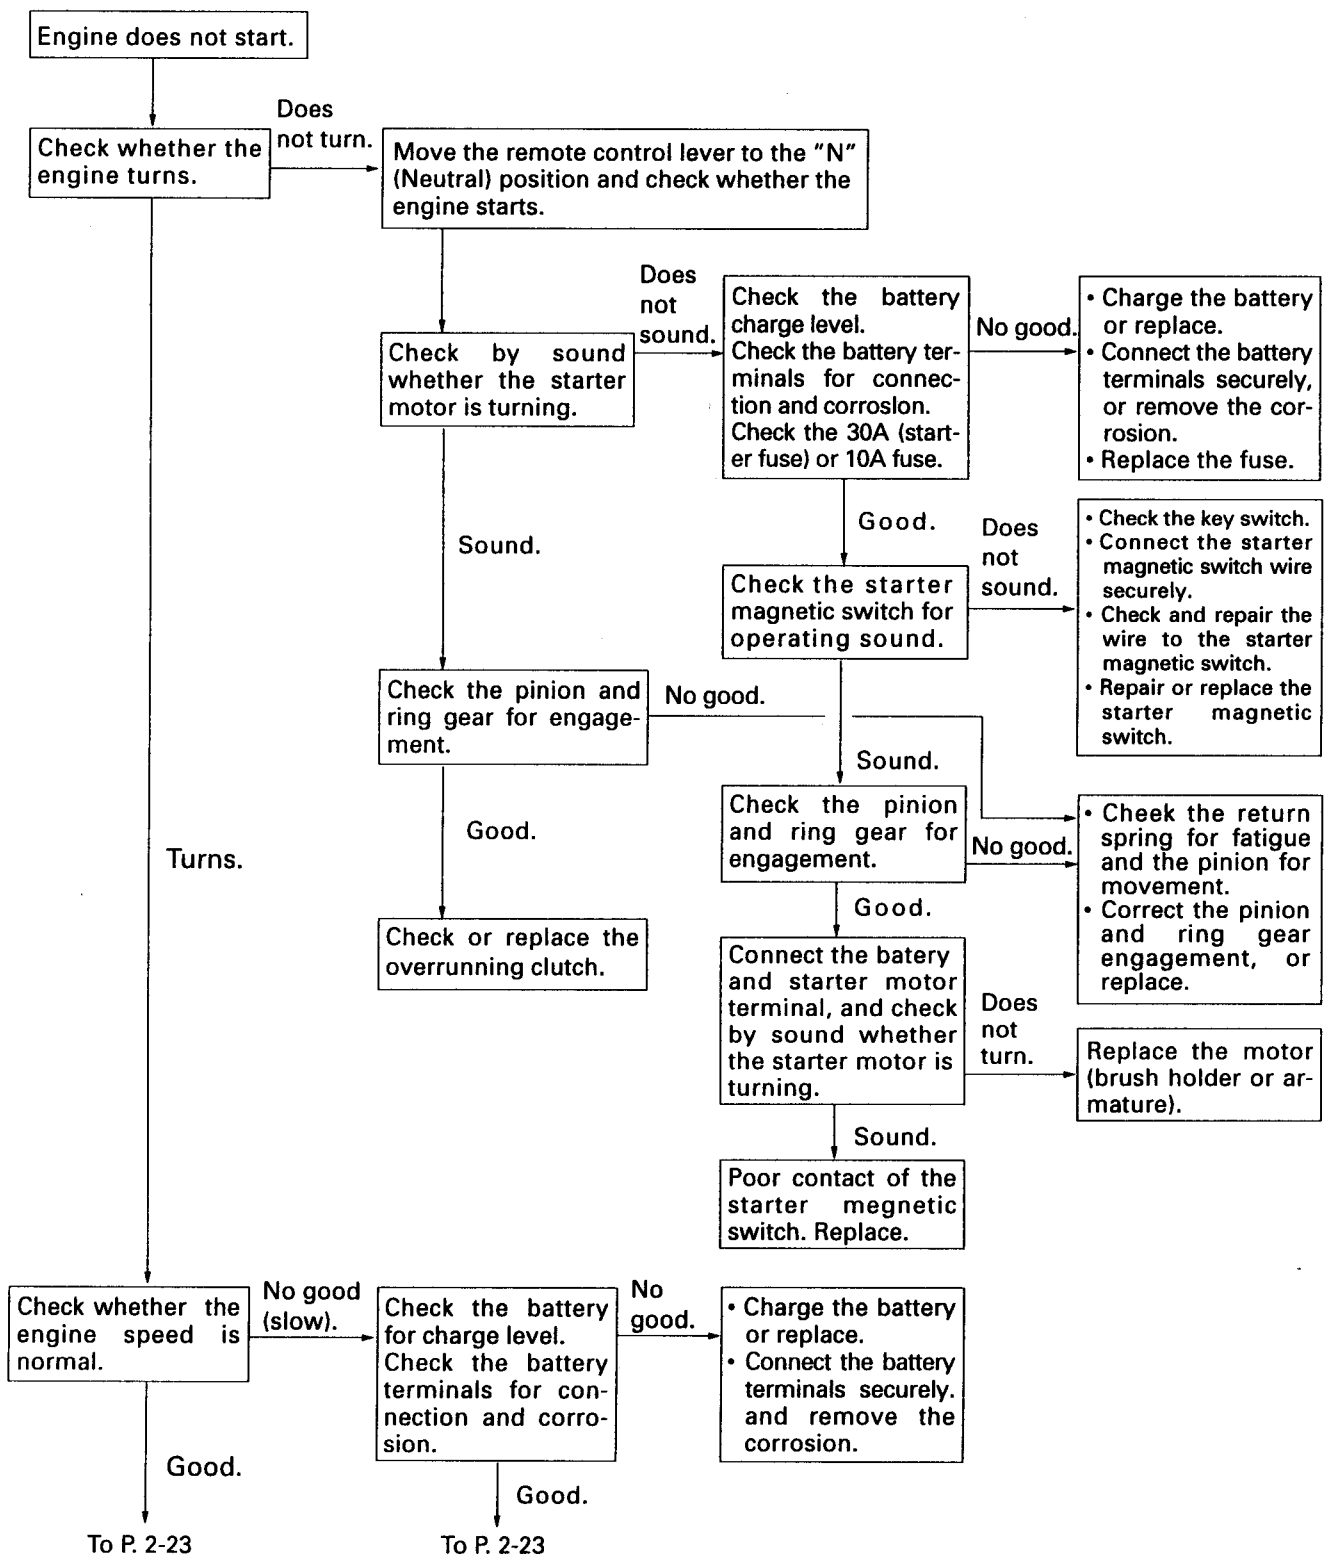 Engine does not start.
Does
not turn.
Check whether the
engine turns.
Move the remote control lever to the "N"
(Neutral) position and check whether the
engine starts.
Does
not
sound.
Check by sound
whether the starter
motor is turning.
Check the battery
charge level.
Check the battery ter-
minals for connec-
tion and corrosion.
Check the 30A (start-
er fuse) or 10A fuse.
No good.
• Charge the battery
or replace.
• Connect the battery
terminals securely,
or remove the cor-
rosion.
• Replace the fuse.
Sound.
Good.
Does
not
sound.
Check the starter
magnetic switch for
operating sound.
• Check the key switch.
• Connect the starter
magnetic switch wire
securely.
• Check and repair the
wire to the starter
magnetic switch.
• Repair or replace the
starter magnetic
switch.
Check the pinion and
ring gear for engage-
ment.
No good.
Sound.
Good.
Check the pinion
and ring gear for
engagement.
No good.
• Cheek the return
spring for fatigue
and the pinion for
movement.
• Correct the pinion
and ring gear
engagement, or
replace.
Turns.
Good.
Check or replace the
overrunning clutch.
Connect the batery
and starter motor
terminal, and check
by sound whether
the starter motor is
turning.
Does
not
turn.
Replace the motor
(brush holder or ar-
mature).
Sound.
Poor contact of the
starter megnetic
switch. Replace.
Check whether the
engine speed is
normal.
No good
(slow).
Check the battery
for charge level.
Check the battery
terminals for con-
nection and corro-
sion.
No
good.
• Charge the battery
or replace.
• Connect the battery
terminals securely.
and remove the
corrosion.
Good.
Good.
To P. 2-23
To P. 2-23